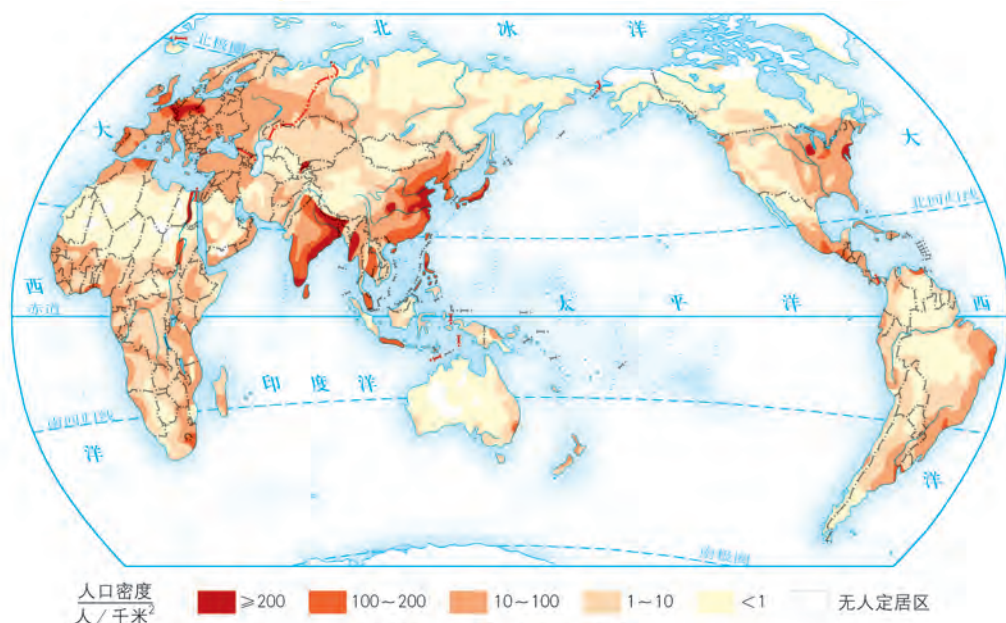 北冰洋
北极圈
大
大
北回归线
西
赤道
太平洋
西
印度洋
南回归线
洋
洋
南极圈
人口密度
人/千米²
≥200
100~200
10~100
1~10
<1
无人定居区